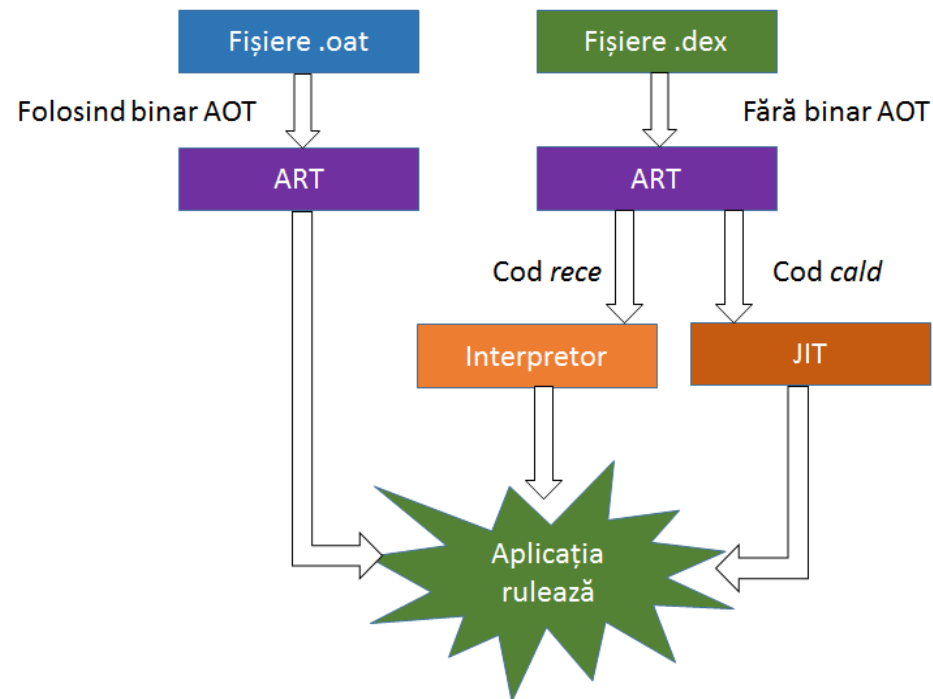 Fișiere .oat
Fișiere .dex
Folosind binar AOT
Fără binar AOT
ART
ART
Cod rece
Cod cald
Interpretor
JIT
Aplicația
rulează